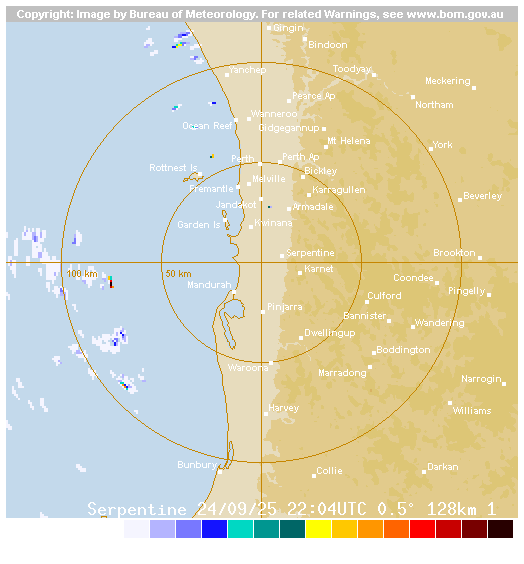 Copyright: Image by Bureau of Meteorology. For related Warnings, see www.bom.gov.au
Gingin
Bindoon
Yanchep
Toodyay
Meckering
Pearce Ap
Northam
Wanneroo
Ocean Reef
Gidgegannup
Mt Helena
York
Perth
Perth Ap
Rottnest Is
Bickley
Melville
Fremantle
Karragullen
Beverley
Jandakot
Armadale
Garden Is
Kwinana
Serpentine
Brookton
100 km
50 km
Karnet
Coondee
Mandurah
Pingelly
Culford
Pinjarra
Bannister
Wandering
Dwellingup
Boddington
Waroona
Marradong
Narrogin
Harvey
Williams
Bunbury
Collie
Darkan
Serpentine 24/09/25 22:04UTC 0.5° 128km 1